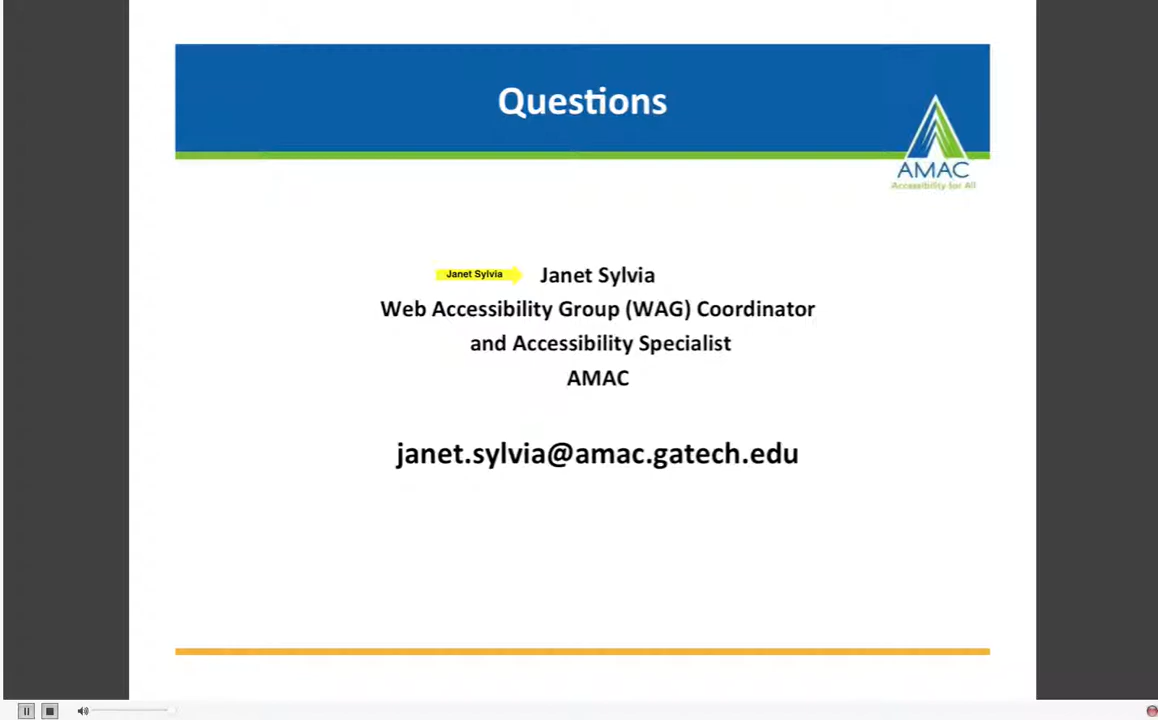 Questions
AMAC
Accessibility for All
Janet Sylvia
Janet Sylvia
Web Accessibility Group (WAG) Coordinator
and Accessibility Specialist
AMAC
janet.sylvia@amac.gatech.edu